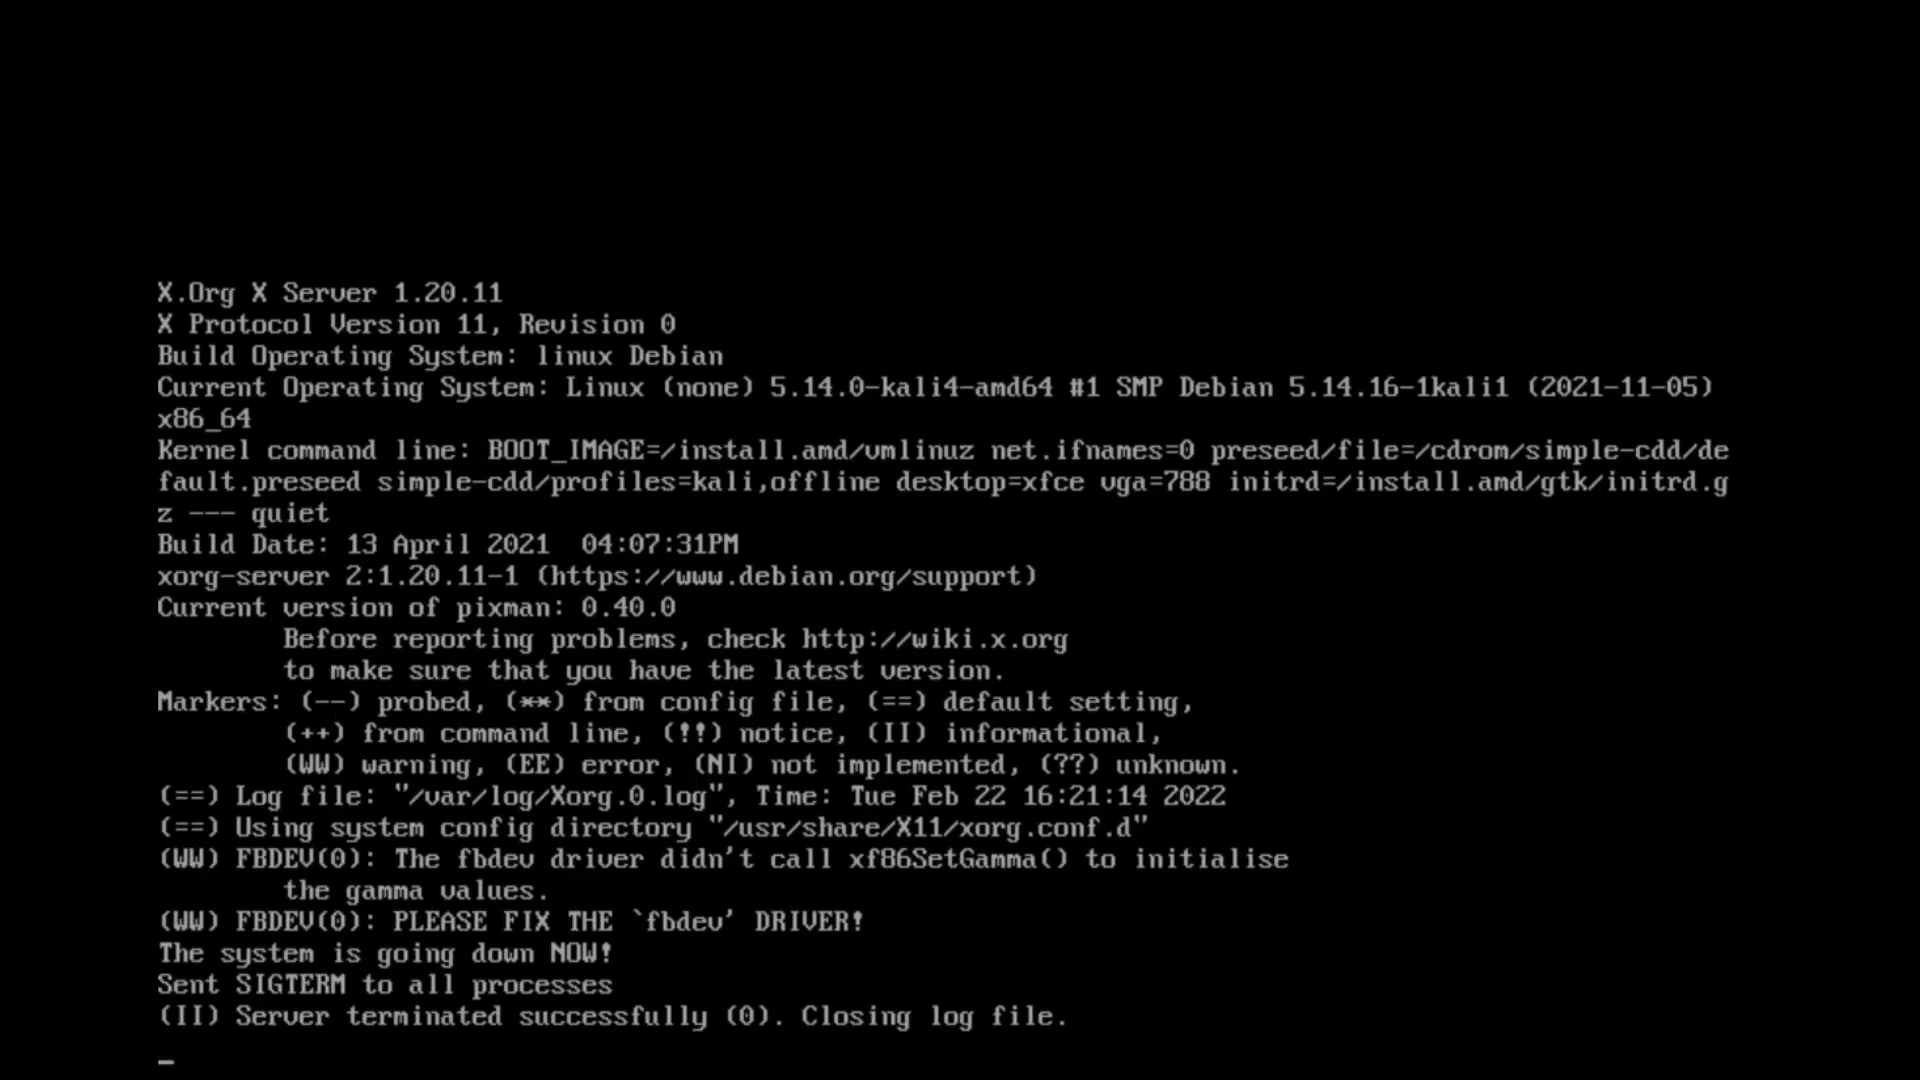 X.Org X Server 1.20.11
X Protocol Version 11, Revision 0
Build Operating System: linux Debian
Current Operating System: Linux (none) 5.14.0-kali4-amd64 #1 SMP Debian 5.14.16-1kali1 (2021-11-05)
x86_64
Kernel command line: BOOT_IMAGE=/install.amd/vmlinuz net.ifnames=0 preseed/file=/cdrom/simple-cdd/de
fault.preseed simple-cdd/profiles=kali,offline desktop=xfce vga=788 initrd=/install.amd/gtk/initrd.g
z --- quiet
Build Date: 13 April 2021  04:07:31PM
xorg-server 2:1.20.11-1 (https://www.debian.org/support)
Current version of pixman: 0.40.0
        Before reporting problems, check http://wiki.x.org
        to make sure that you have the latest version.
Markers: (--) probed, (**) from config file, (==) default setting,
        (++) from command line, (!!) notice, (II) informational,
        (WW) warning, (EE) error, (NI) not implemented, (??) unknown.
(==) Log file: "/var/log/Xorg.0.log", Time: Tue Feb 22 16:21:14 2022
(==) Using system config directory "/usr/share/X11/xorg.conf.d"
(WW) FBDEV(0): The fbdev driver didn't call xf86SetGamma() to initialise
        the gamma values.
(WW) FBDEV(0): PLEASE FIX THE `fbdev' DRIVER!
The system is going down NOW!
Sent SIGTERM to all processes
(II) Server terminated successfully (0). Closing log file.
_